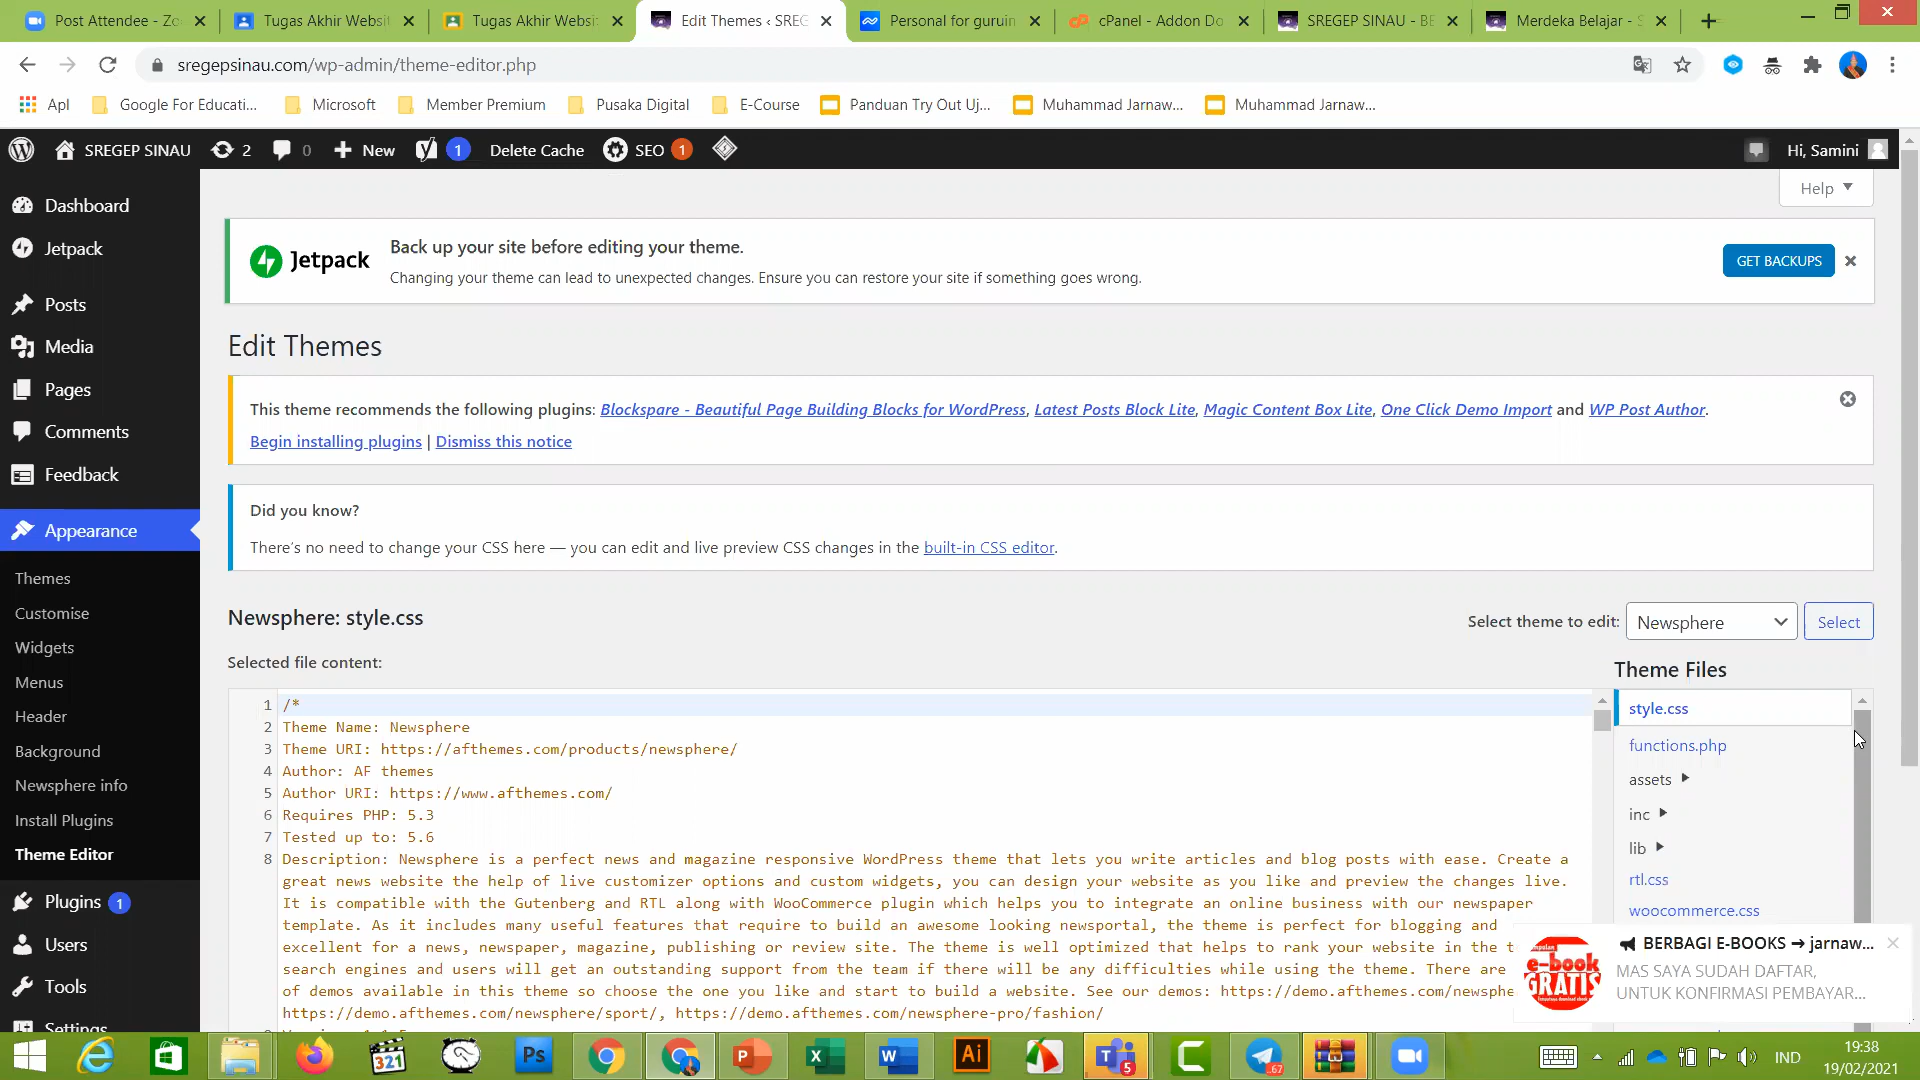 Post Attendee - Zo
Tugas Akhir Websit
Tugas Akhir Websit
Edit Themes ‹ SREG
Personal for guruin
cPanel - Addon Do
SREGEP SINAU - BE
Merdeka Belajar - S
sregepsinau.com/wp-admin/theme-editor.php
Apl
Google For Educati...
Microsoft
Member Premium
Pusaka Digital
E-Course
Panduan Try Out Uj...
Muhammad Jarnaw...
Muhammad Jarnaw...
SREGEP SINAU
2
0
New
1
Delete Cache
SEO
1
Hi, Samini
Help
Dashboard
Jetpack
Posts
Media
Pages
Comments
Feedback
Appearance
Themes
Customise
Widgets
Menus
Header
Background
Newsphere info
Install Plugins
Theme Editor
Plugins 1
Users
Tools
Settings
Jetpack
Back up your site before editing your theme.
Changing your theme can lead to unexpected changes. Ensure you can restore your site if something goes wrong.
GET BACKUPS
Edit Themes
This theme recommends the following plugins: Blockspare - Beautiful Page Building Blocks for WordPress, Latest Posts Block Lite, Magic Content Box Lite, One Click Demo Import and WP Post Author.
Begin installing plugins | Dismiss this notice
Did you know?
There's no need to change your CSS here — you can edit and live preview CSS changes in the built-in CSS editor.
Newsphere: style.css
Select theme to edit:
Newsphere
Select
Selected file content:
1 /*
2 Theme Name: Newsphere
3 Theme URI: https://afthemes.com/products/newsphere/
4 Author: AF themes
5 Author URI: https://www.afthemes.com/
6 Requires PHP: 5.3
7 Tested up to: 5.6
8 Description: Newsphere is a perfect news and magazine responsive WordPress theme that lets you write articles and blog posts with ease. Create a
great news website the help of live customizer options and custom widgets, you can design your website as you like and preview the changes live.
It is compatible with the Gutenberg and RTL along with WooCommerce plugin which helps you to integrate an online business with our newspaper
template. As it includes many useful features that require to build an awesome looking newsportal, the theme is perfect for blogging and
excellent for a news, newspaper, magazine, publishing or review site. The theme is well optimized that helps to rank your website in the t
search engines and users will get an outstanding support from the team if there will be any difficulties while using the theme. There are
of demos available in this theme so choose the one you like and start to build a website. See our demos: https://demo.afthemes.com/newsphe
https://demo.afthemes.com/newsphere/sport/, https://demo.afthemes.com/newsphere-pro/fashion/
Theme Files
style.css
functions.php
assets
inc
lib
rtl.css
woocommerce.css
e-book
GRATIS
BERBAGI E-BOOKS → jarnaw...
MAS SAYA SUDAH DAFTAR,
UNTUK KONFIRMASI PEMBAYAR...
321
Ps
Ai
5
67
IND
19:38
19/02/2021